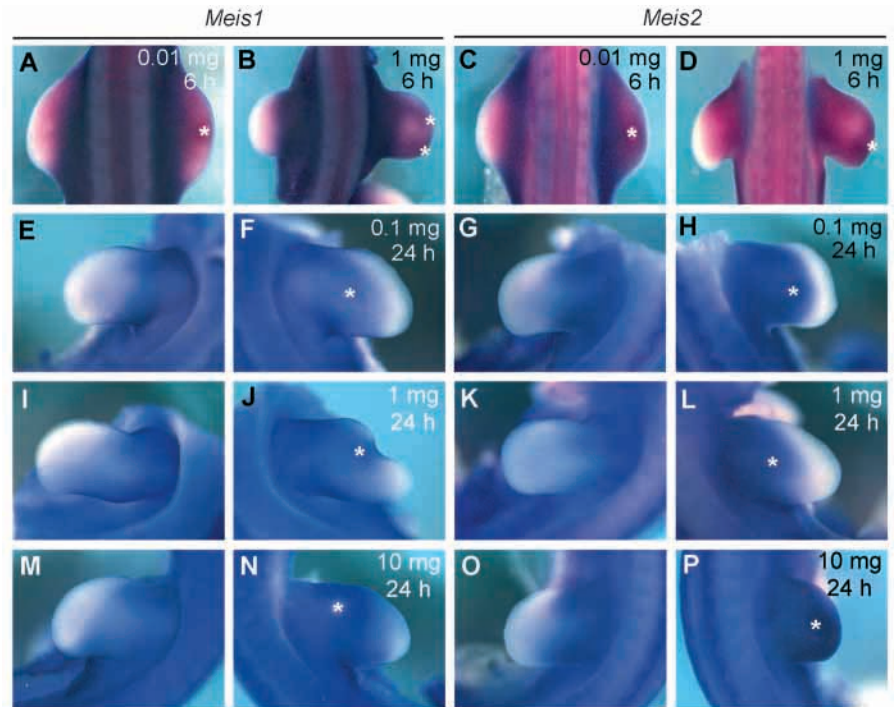 Meis1 Meis2
A 0.01 mg B 1 mg C 0.01 mg D 1 mg
6 h 6 h 6 h 6 h
* * * * *
E F 0.1 mg G H 0.1 mg
24 h 24 h
* *
I J 1 mg K L 1 mg
24 h 24 h
* *
M N 10 mg O P 10 mg
24 h 24 h
* *